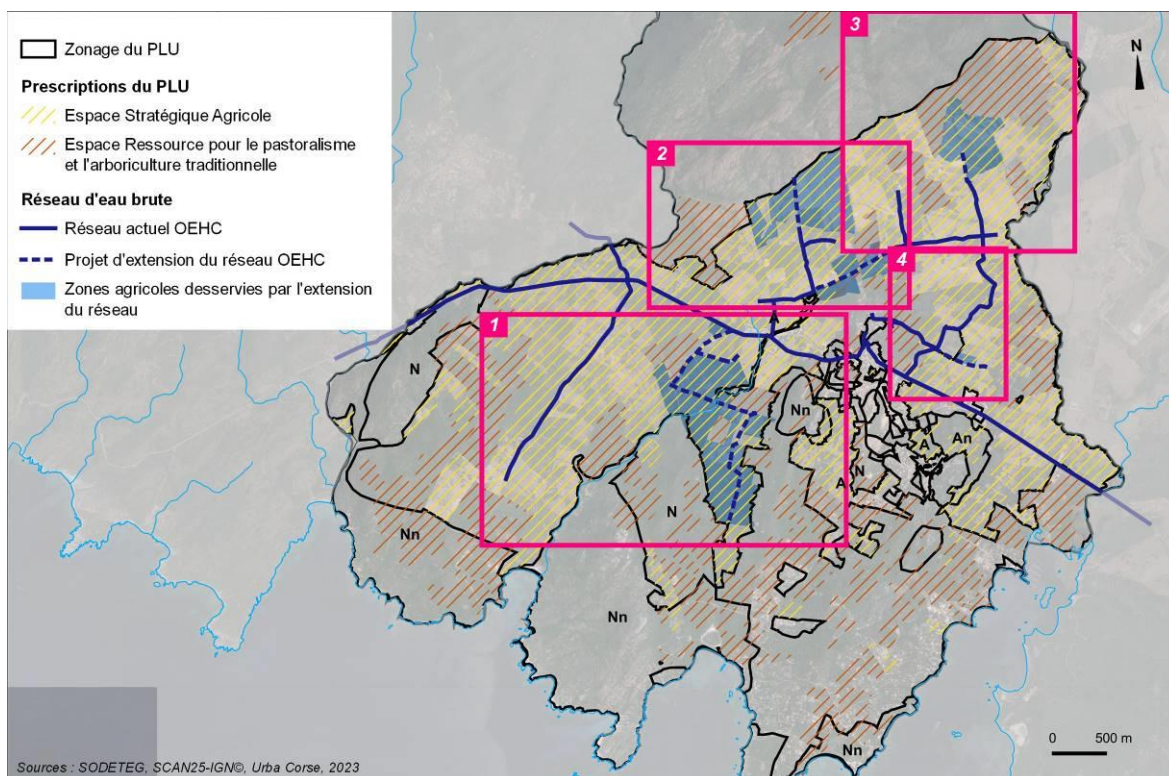 Zonage du PLU
Prescriptions du PLU
Espace Stratégique Agricole
Espace Ressource pour le pastoralisme
et l'arboriculture traditionnelle
Réseau d'eau brute
Réseau actuel OEHC
Projet d'extension du réseau OEHC
Zones agricoles desservies par l'extension
du réseau
3
N
2
4
1
A
N
Nn
A
An
N
A
N
Nn
Nn
Nn
0 500 m
Sources : SODETEG, SCAN25-IGN©, Urba Corse, 2023